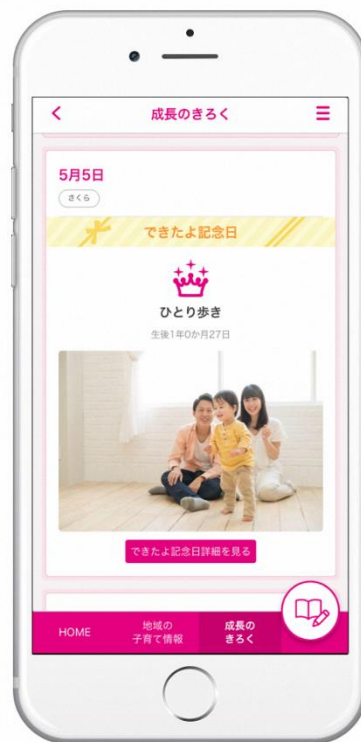 成長のきろく
5月5日
さくら
できたよ記念日
ひとり歩き
生後1年0か月27日
できたよ記念日詳細を見る
HOME
地域の
子育て情報
成長の
きろく